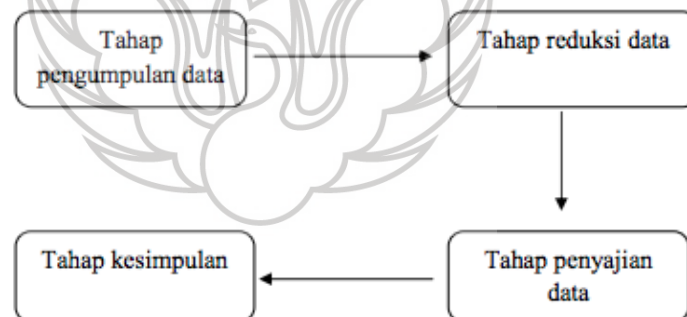 Tahap
pengumpulan data
Tahap reduksi data
Tahap penyajian
data
Tahap kesimpulan